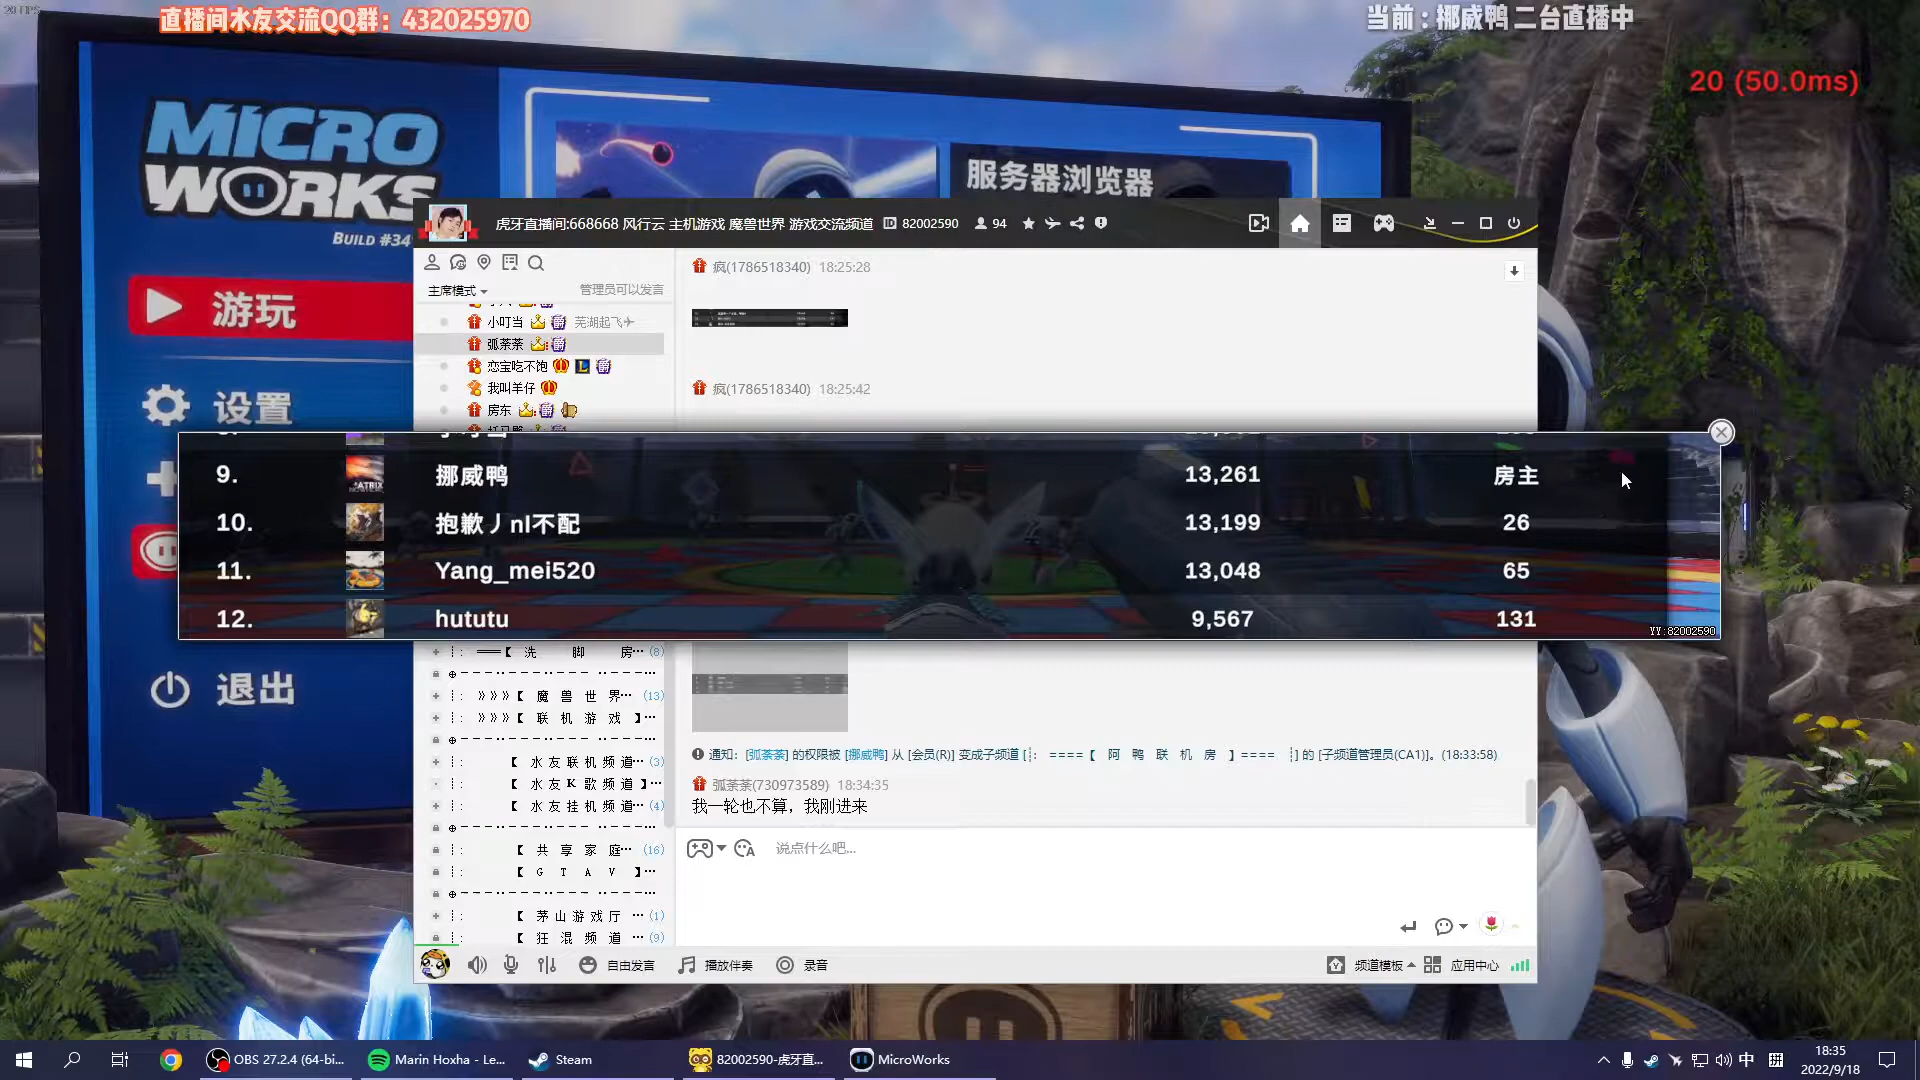 20 FPS
直播间水友交流QQ群：432025970
当前 : 挪威鸭 二台直播中
20 (50.0ms)
MICRO
WORKS
BUILD #34
服务器浏览器
虎牙直播间:668668 风行云 主机游戏 魔兽世界 游戏交流频道 ID 82002590 94
主席模式 管理员可以发言
小叮当 芜湖起飞
弧荼荼
恋宝吃不饱
我叫羊仔
房东
疯(1786518340) 18:25:28
疯(1786518340) 18:25:42
游玩
设置
退出
9. 挪威鸭 13,261 房主
10. 抱歉丿nI不配 13,199 26
11. Yang_mei520 13,048 65
12. hututu 9,567 131
YY:82002590
【 洗 脚 房… (8)
》》》【 魔 兽 世 界… (13)
》》》【 联 机 游 戏 】…
【 水 友 联 机 频 道… (3)
【 水 友 K 歌 频 道 】…
【 水 友 挂 机 频 道… (4)
【 共 享 家 庭… (16)
【 G T A V 】…
【 茅 山 游 戏 厅 … (1)
【 狂 混 频 道 … (9)
通知: [弧荼荼] 的权限被 [挪威鸭] 从 [会员(R)] 变成子频道 [┊: ====【 阿 鸭 联 机 房 】==== ┊] 的 [子频道管理员(CA1)]。(18:33:58)
弧荼荼(730973589) 18:34:35
我一轮也不算，我刚进来
说点什么吧...
自由发言 播放伴奏 录音 频道模板 应用中心
OBS 27.2.4 (64-bi... Marin Hoxha - Le... Steam 82002590-虎牙直... MicroWorks 中 18:35
2022/9/18